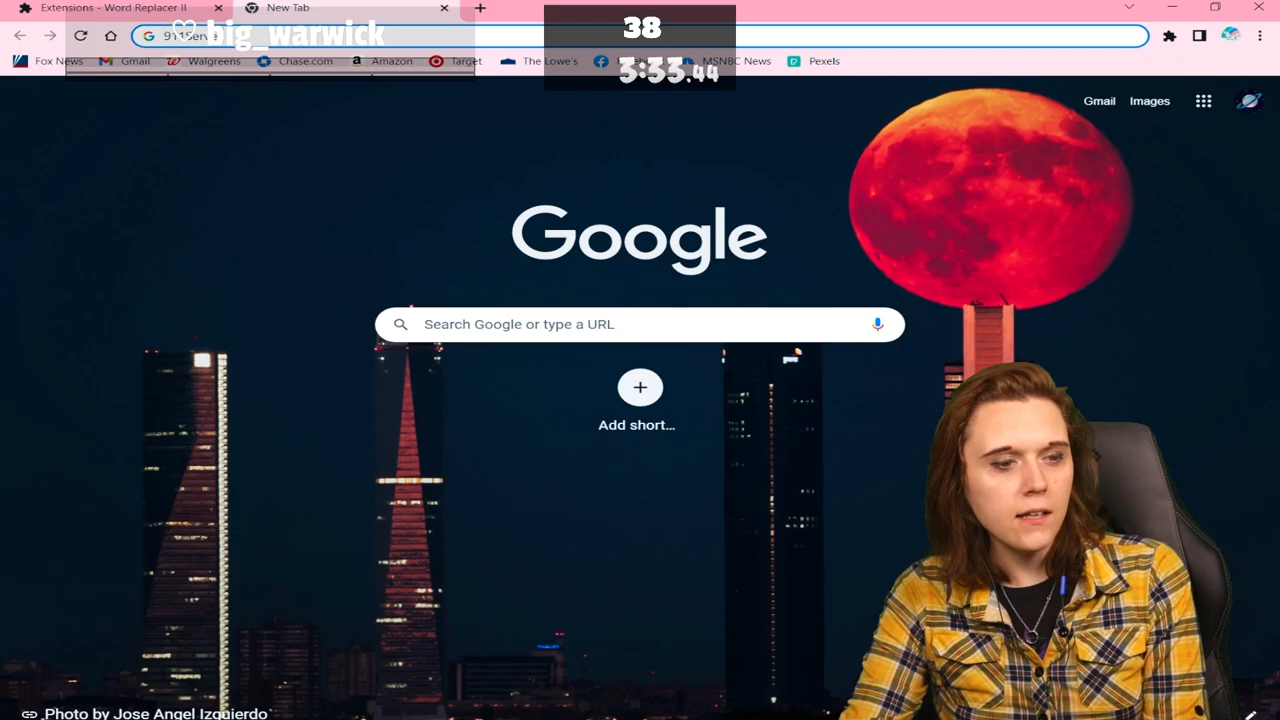 Extensions - Word Replacer II
New Tab
38
911Serve
big_warwick
3:33.44
Fox News Gmail Walgreens Chase.com Amazon Target The Lowe's MSNBC News Pexels
Gmail Images
Google
Search Google or type a URL
Add short...
Photo by Jose Angel Izquierdo